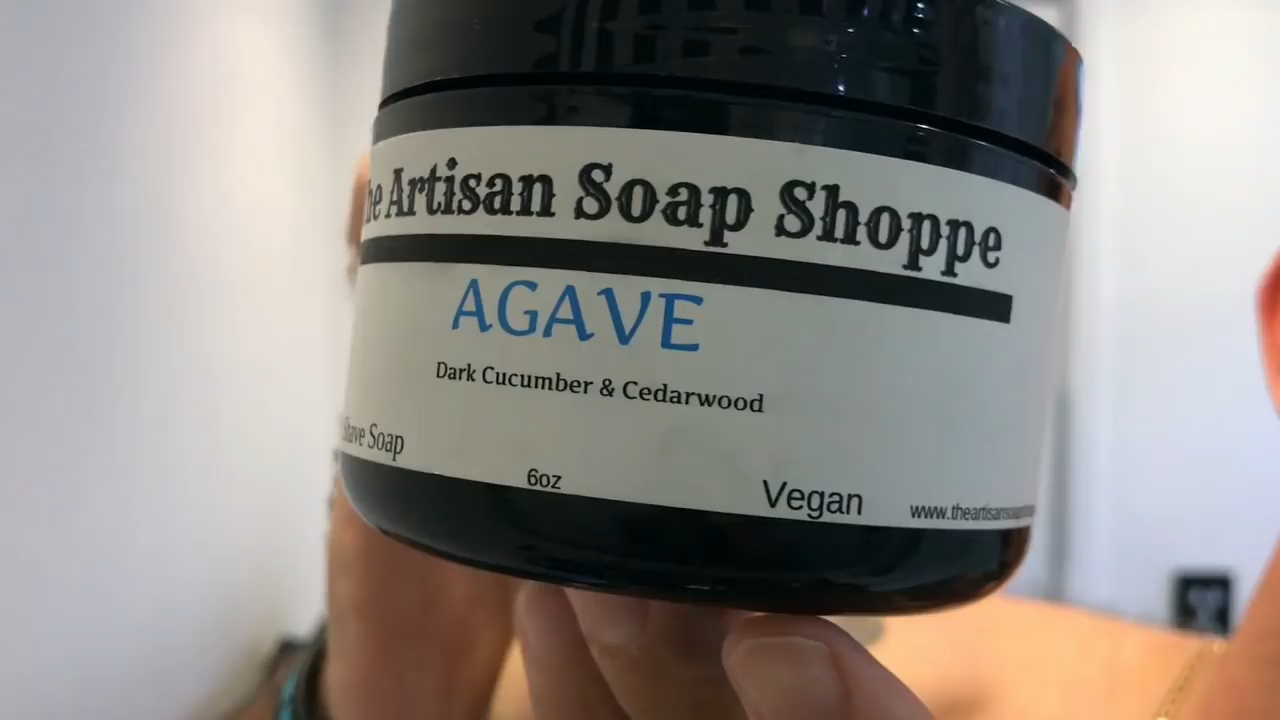 he Artisan Soap Shoppe
AGAVE
Dark Cucumber & Cedarwood
Shave Soap
6oz
Vegan
www.theartisansoap